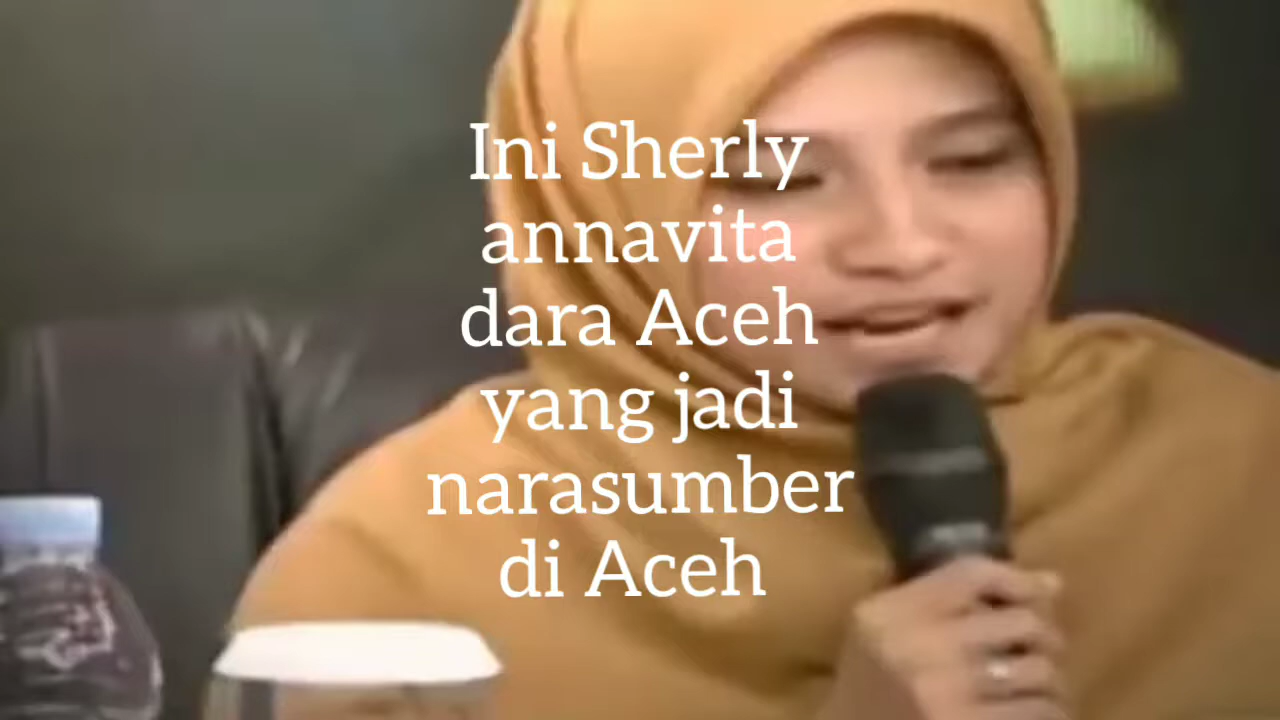 Ini Sherly
annavita
dara Aceh
yang jadi
narasumber
di Aceh